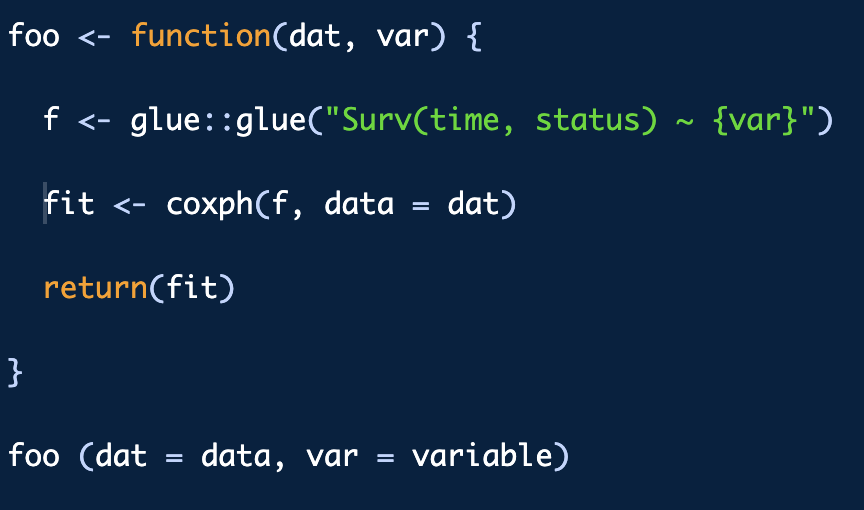 foo <- function(dat, var) {
f <- glue::glue("Surv(time, status) ~ {var}")
fit <- coxph(f, data = dat)
return(fit)
}
foo (dat = data, var = variable)